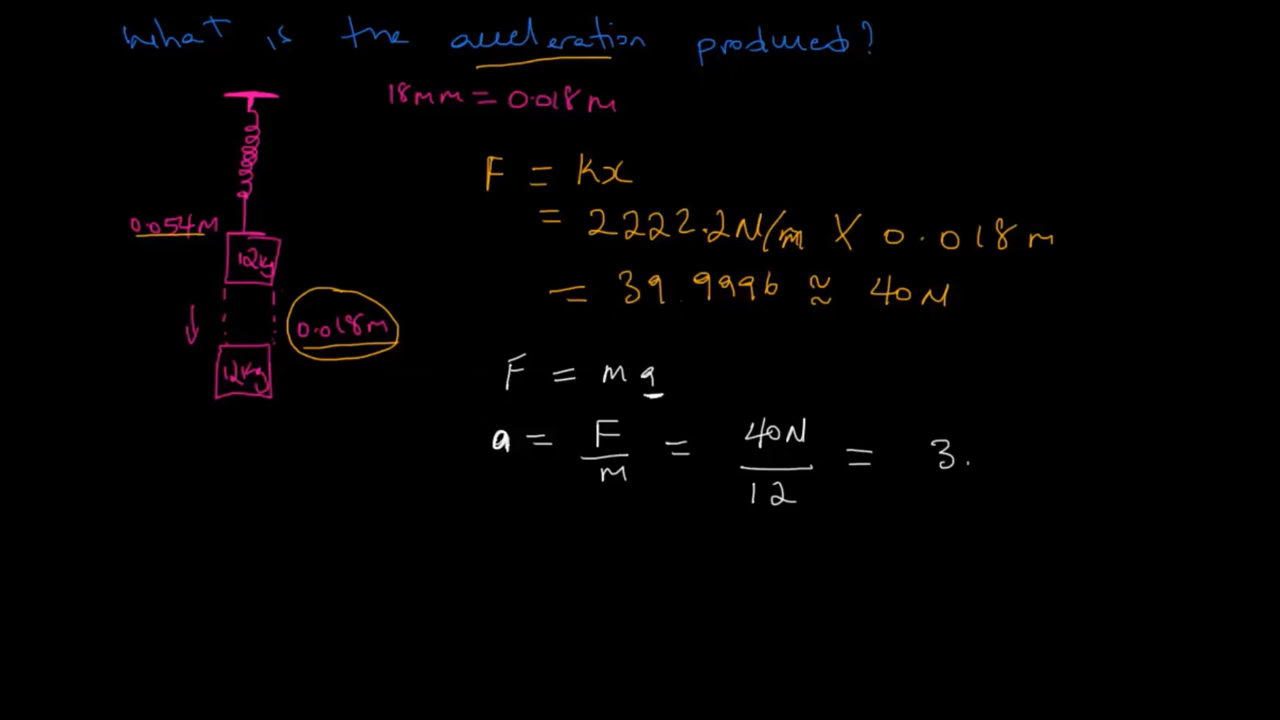 What is the acceleration produced?
18mm = 0.018m
F = Kx
= 2222.2N/m X 0.018m
0.054M
12kg
= 39.9996 ≈ 40N
0.018m
12kg
F = ma
a = F/m = 40N/12 = 3.